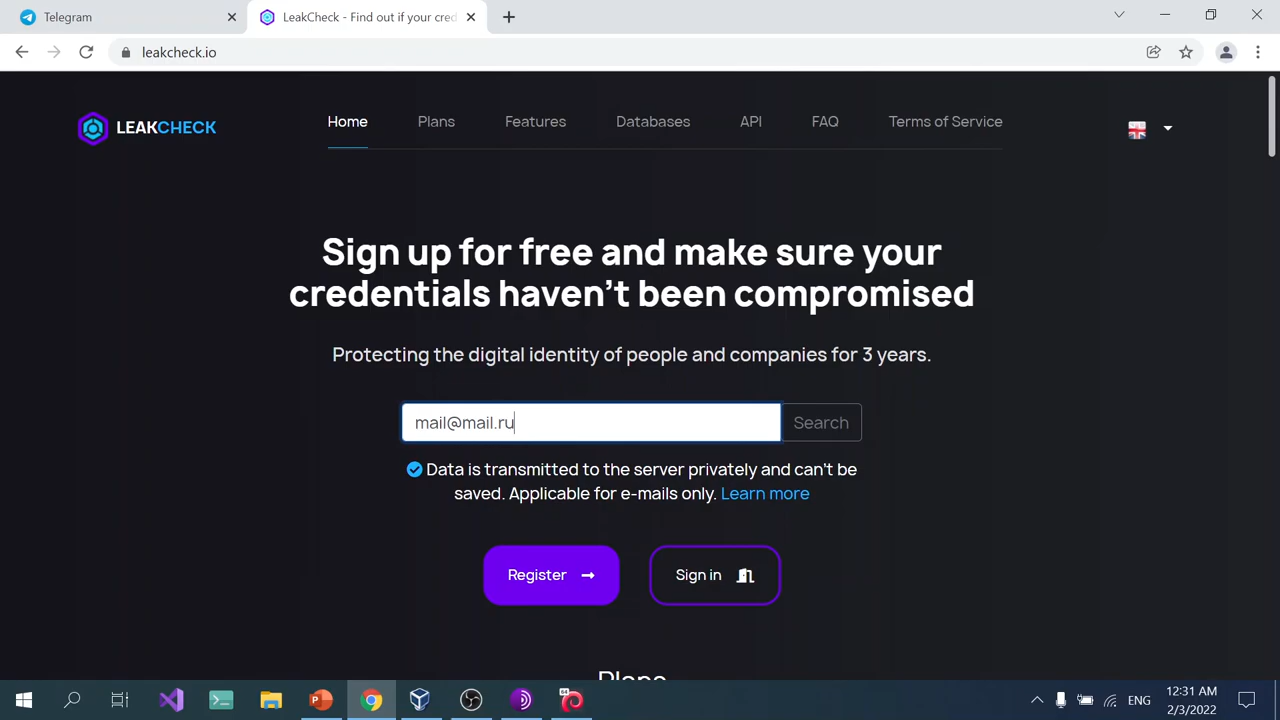 Telegram
LeakCheck - Find out if your cred
leakcheck.io
LEAKCHECK
Home
Plans
Features
Databases
API
FAQ
Terms of Service
Sign up for free and make sure your
credentials haven't been compromised
Protecting the digital identity of people and companies for 3 years.
mail@mail.ru
Search
Data is transmitted to the server privately and can't be
saved. Applicable for e-mails only. Learn more
Register
Sign in
Plans
64
ENG
12:31 AM
2/3/2022